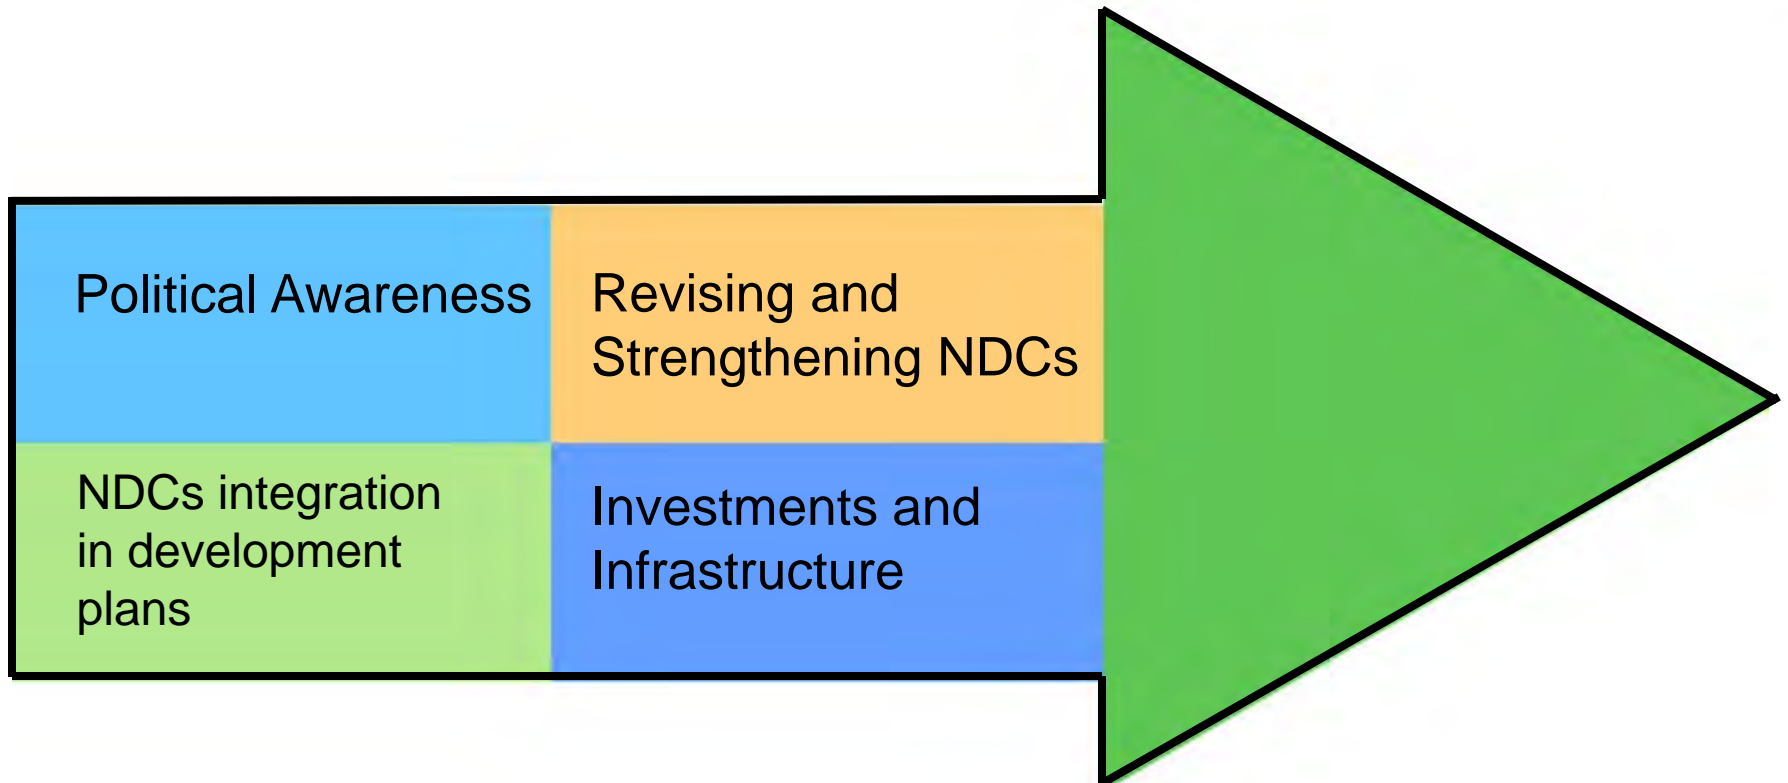 Political Awareness
Revising and
Strengthening NDCs
NDCs integration
in development
plans
Investments and
Infrastructure